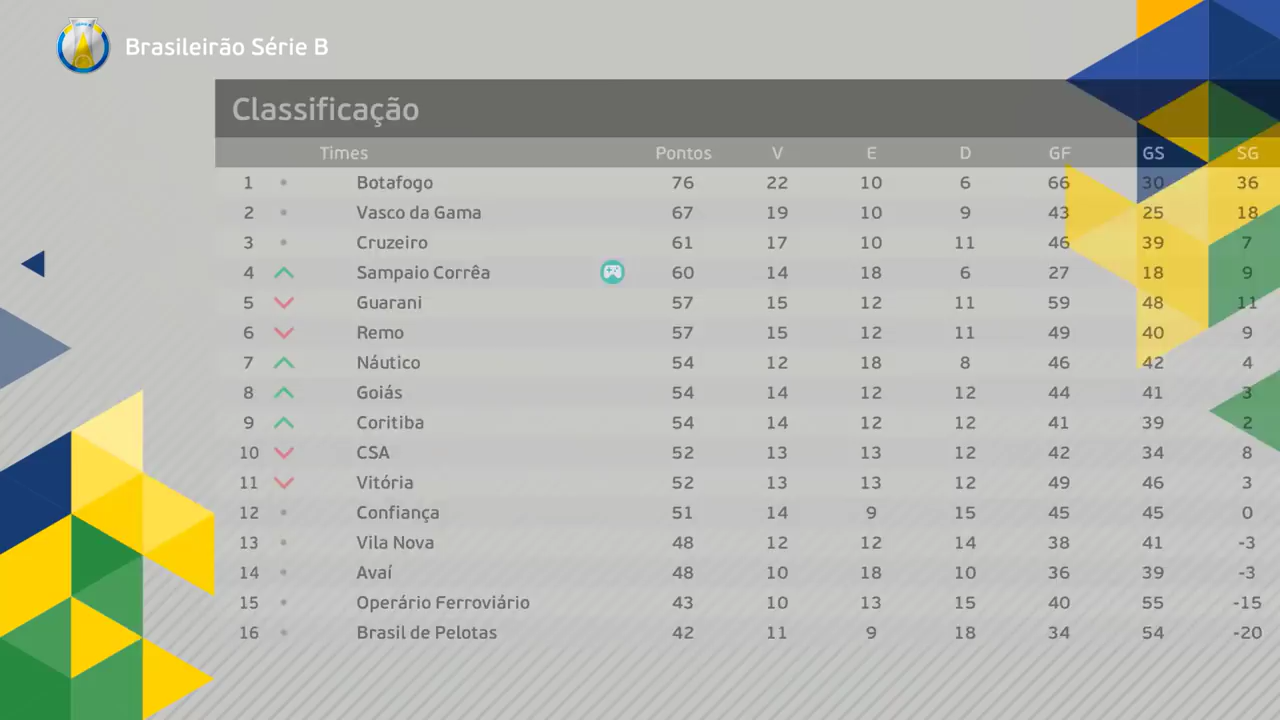 Brasileirão Série B
Classificação
Times Pontos V E D GF GS SG
1 Botafogo 76 22 10 6 66 30 36
2 Vasco da Gama 67 19 10 9 43 25 18
3 Cruzeiro 61 17 10 11 46 39 7
4 Sampaio Corrêa 60 14 18 6 27 18 9
5 Guarani 57 15 12 11 59 48 11
6 Remo 57 15 12 11 49 40 9
7 Náutico 54 12 18 8 46 42 4
8 Goiás 54 14 12 12 44 41 3
9 Coritiba 54 14 12 12 41 39 2
10 CSA 52 13 13 12 42 34 8
11 Vitória 52 13 13 12 49 46 3
12 Confiança 51 14 9 15 45 45 0
13 Vila Nova 48 12 12 14 38 41 -3
14 Avaí 48 10 18 10 36 39 -3
15 Operário Ferroviário 43 10 13 15 40 55 -15
16 Brasil de Pelotas 42 11 9 18 34 54 -20